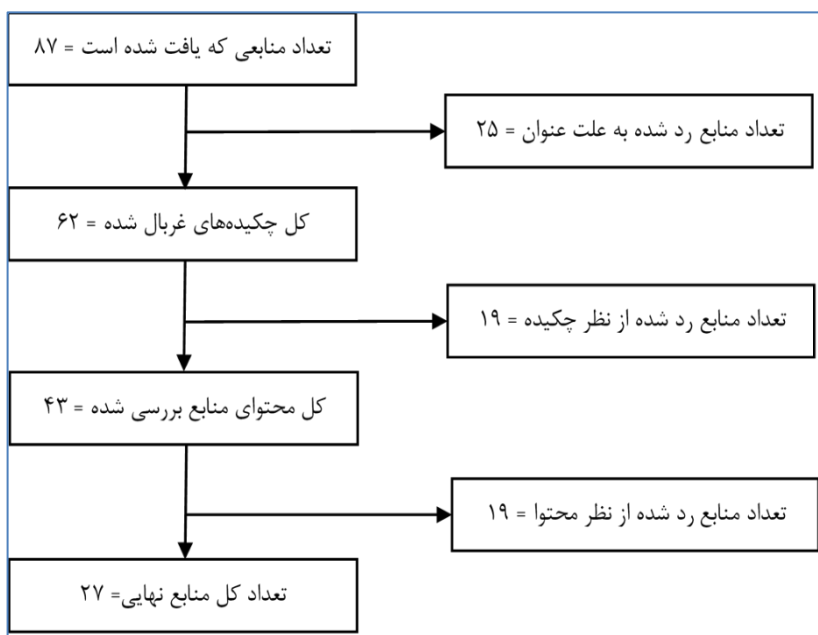 تعداد منابعی که یافت شده است = ۸۷
تعداد منابع رد شده به علت عنوان = ۲۵
کل چکیده‌های غربال شده = ۶۲
تعداد منابع رد شده از نظر چکیده = ۱۹
کل محتوای منابع بررسی شده = ۴۳
تعداد منابع رد شده از نظر محتوا = ۱۹
تعداد کل منابع نهایی= ۲۷